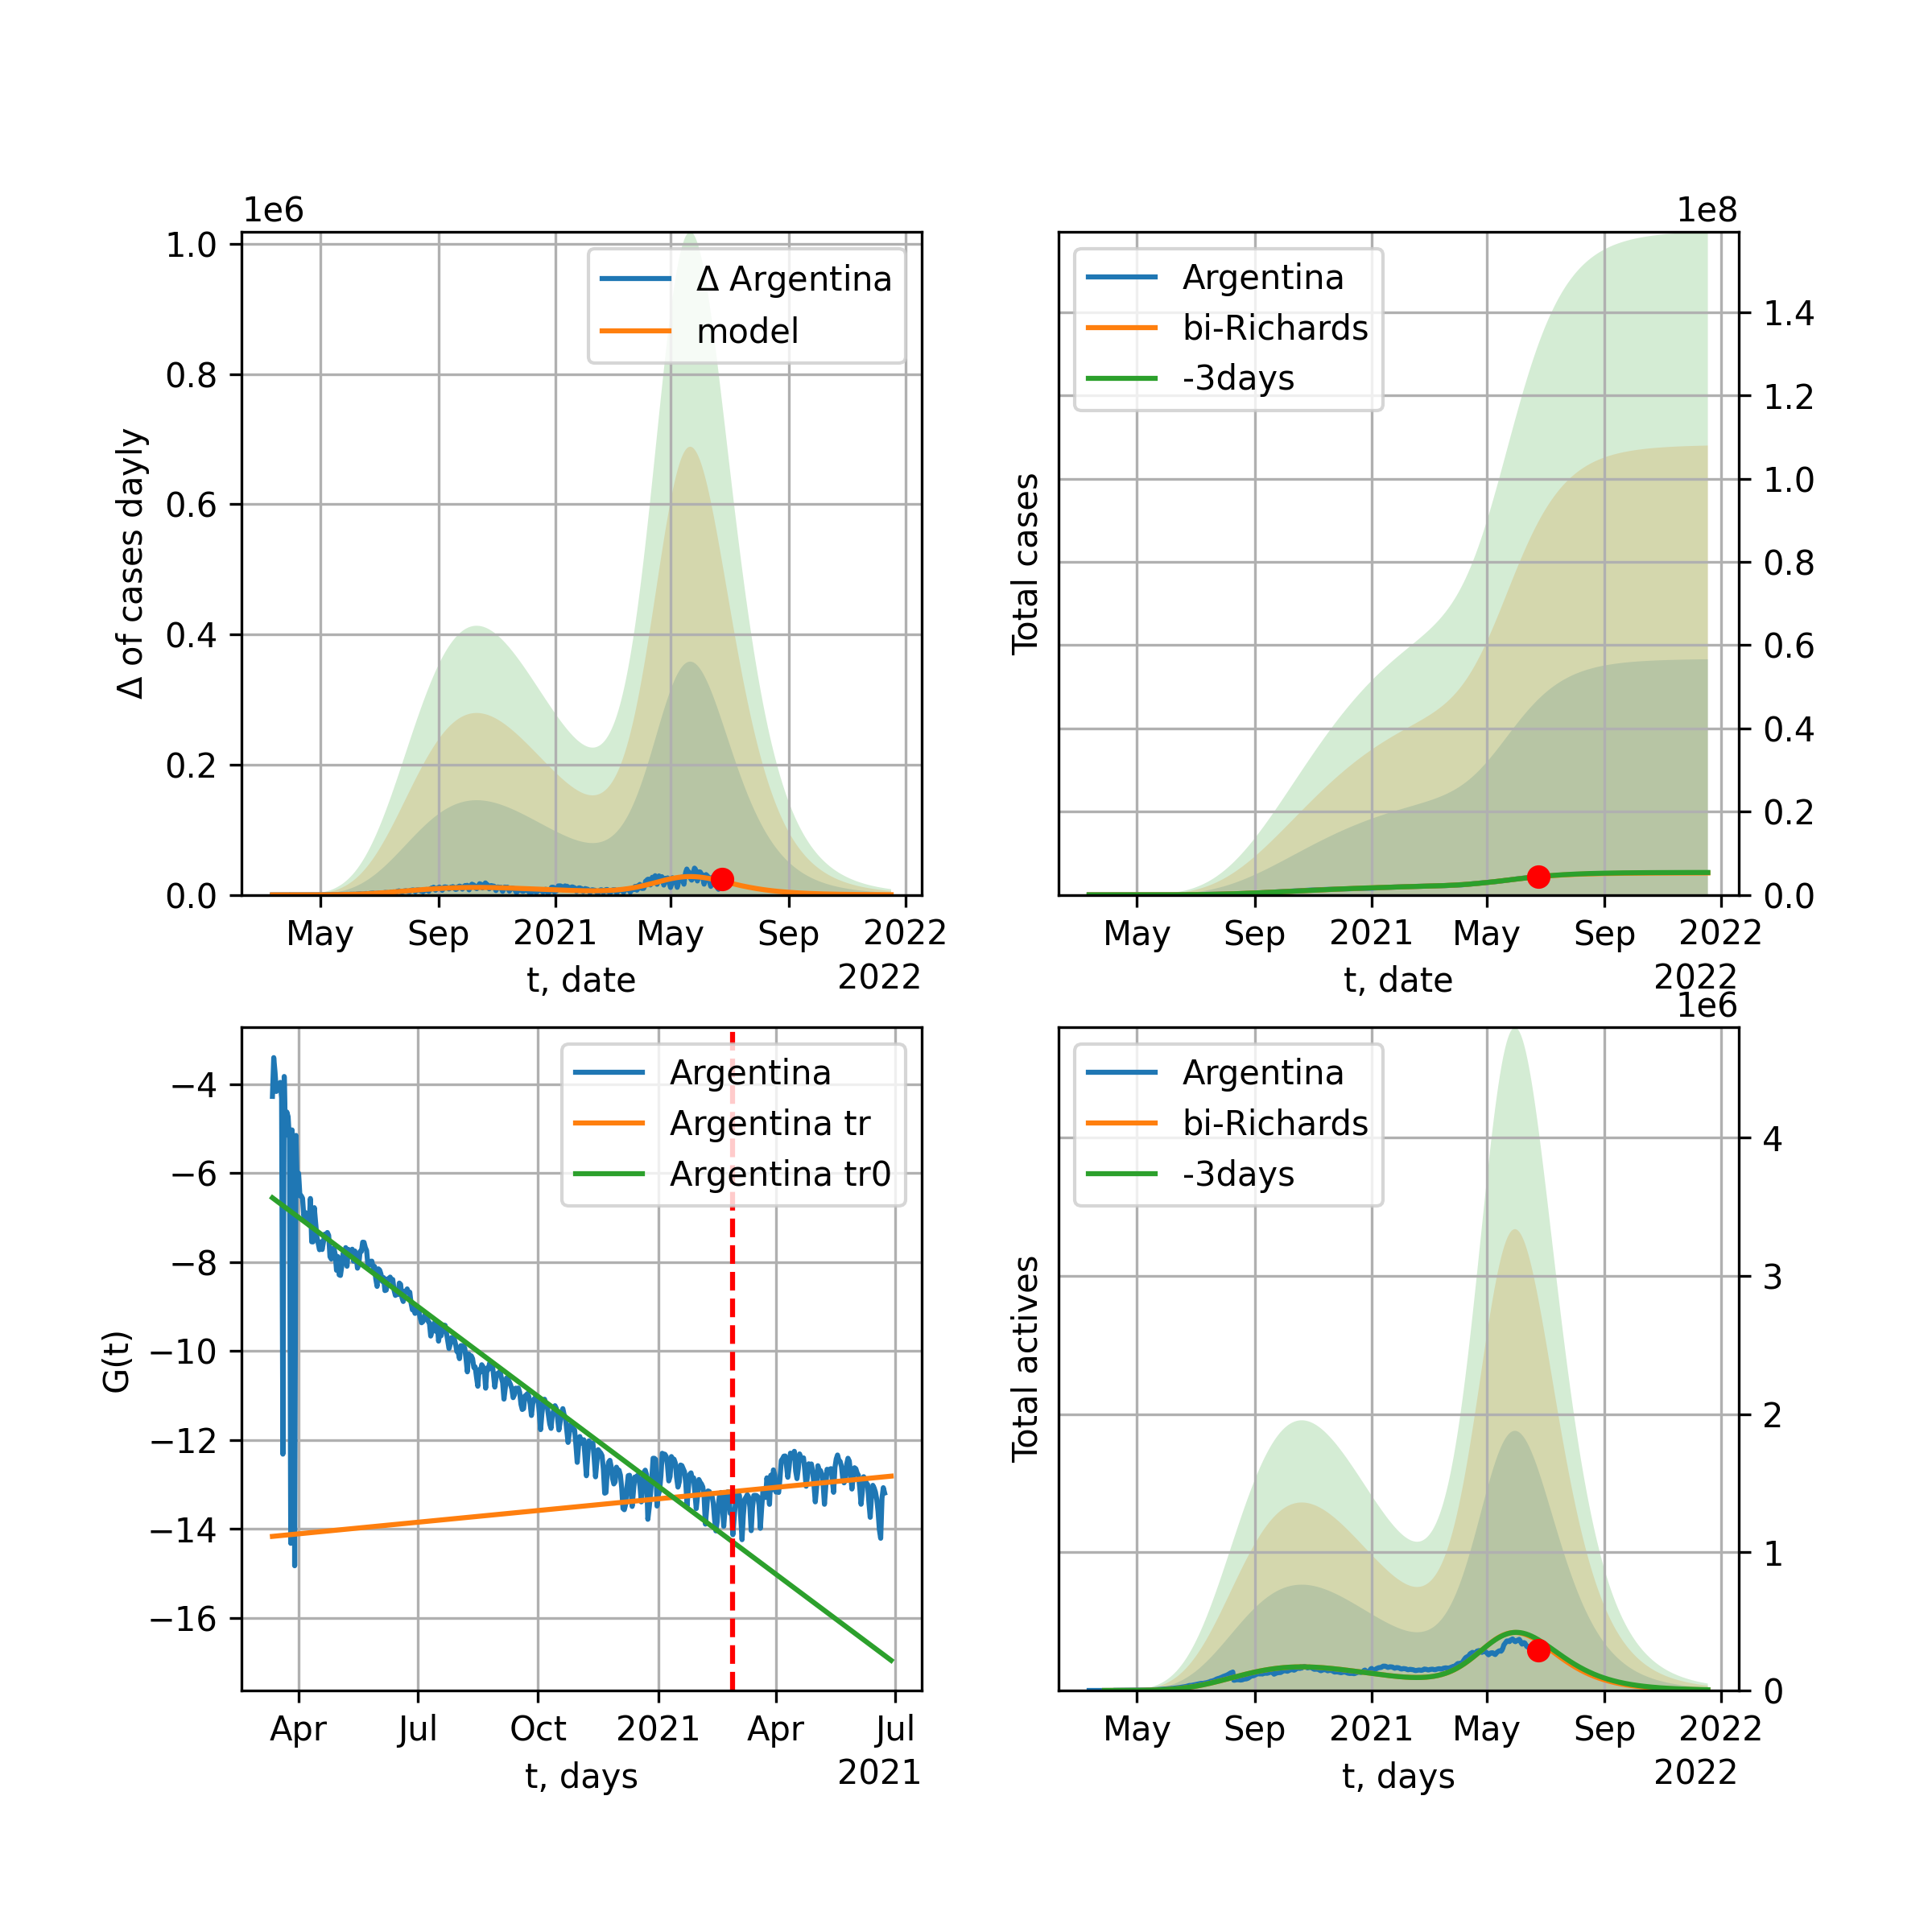 1e6
1.0
0.8
0.6
0.4
0.2
0.0
Δ of cases dayly
Δ Argentina
model
May Sep 2021 May Sep 2022
t, date
2022
1e8
Total cases
Argentina
bi-Richards
-3days
1.4
1.2
1.0
0.8
0.6
0.4
0.2
0.0
May Sep 2021 May Sep 2022
t, date
2022
−4
−6
−8
−10
−12
−14
−16
G(t)
Argentina
Argentina tr
Argentina tr0
Apr Jul Oct 2021 Apr Jul
t, days
2021
1e6
Total actives
Argentina
bi-Richards
-3days
4
3
2
1
0
May Sep 2021 May Sep 2022
t, days
2022